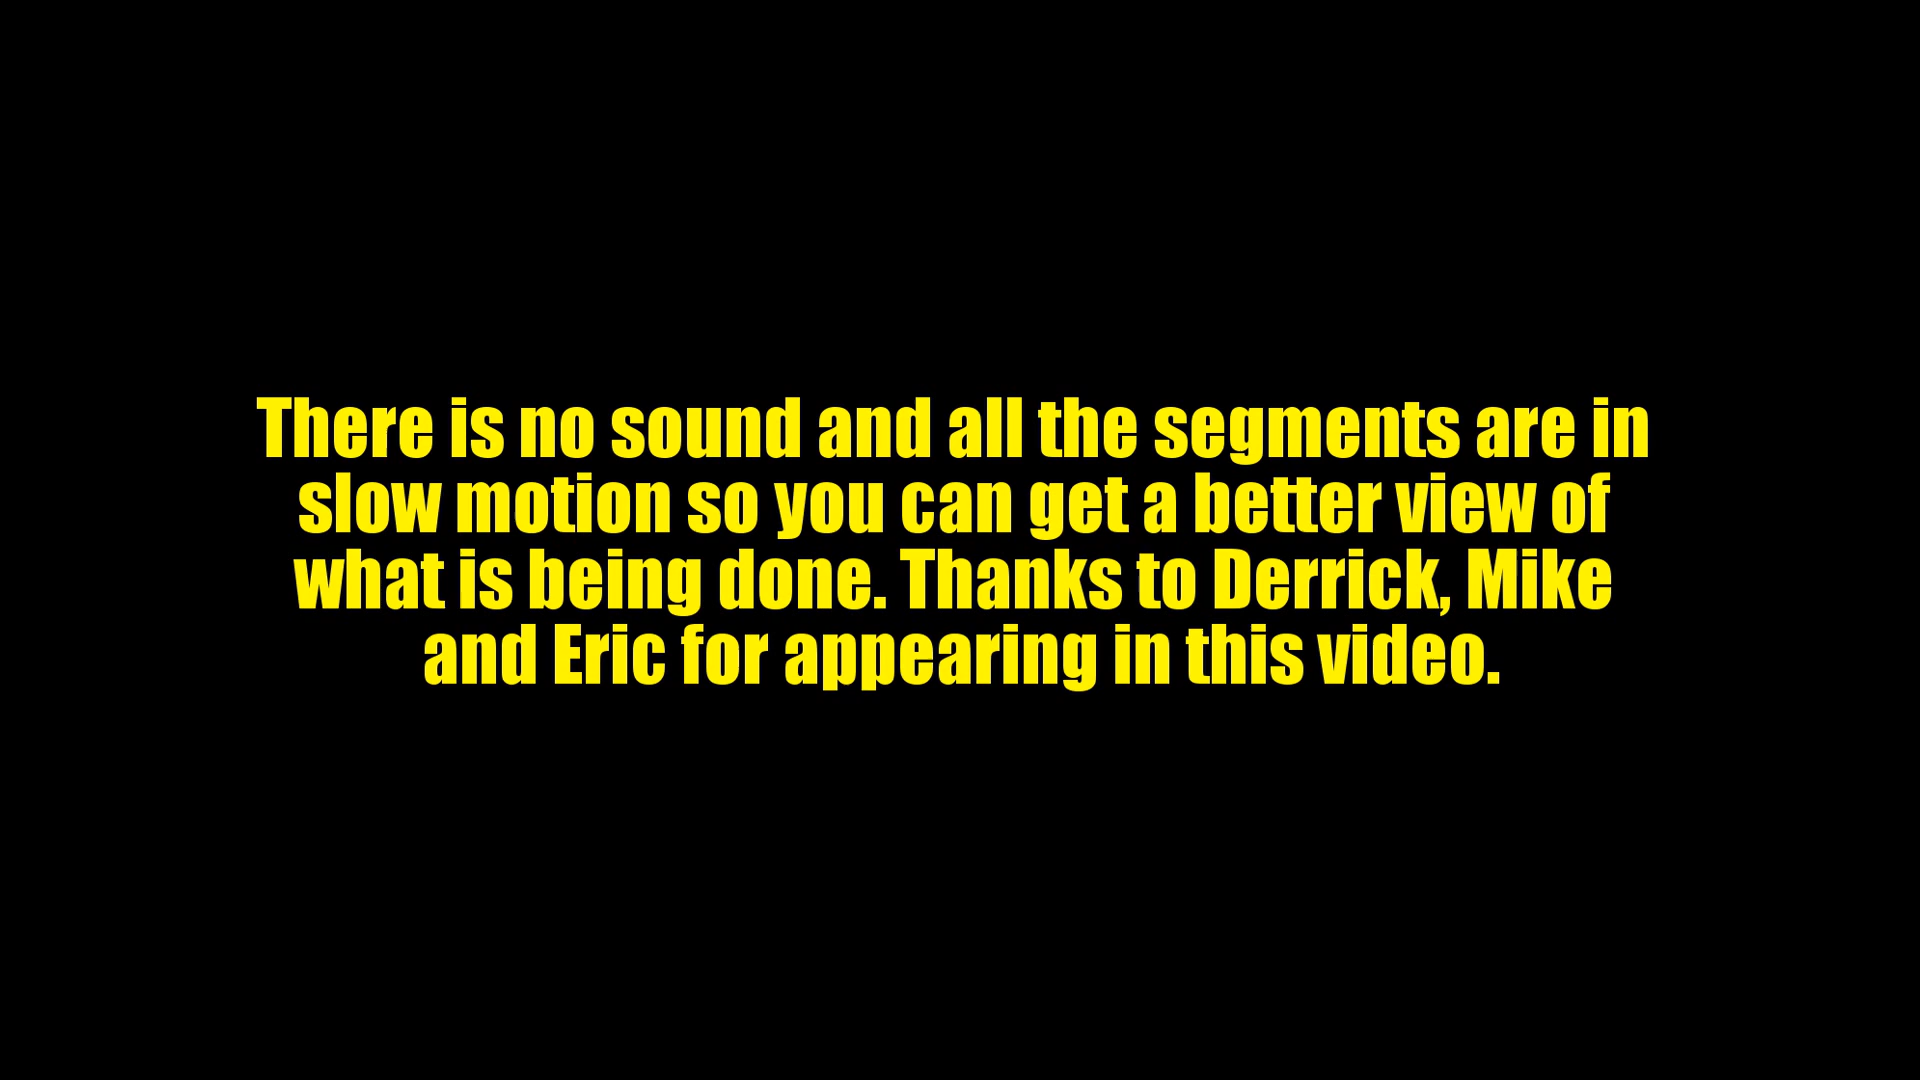 There is no sound and all the segments are in
slow motion so you can get a better view of
what is being done. Thanks to Derrick, Mike
and Eric for appearing in this video.